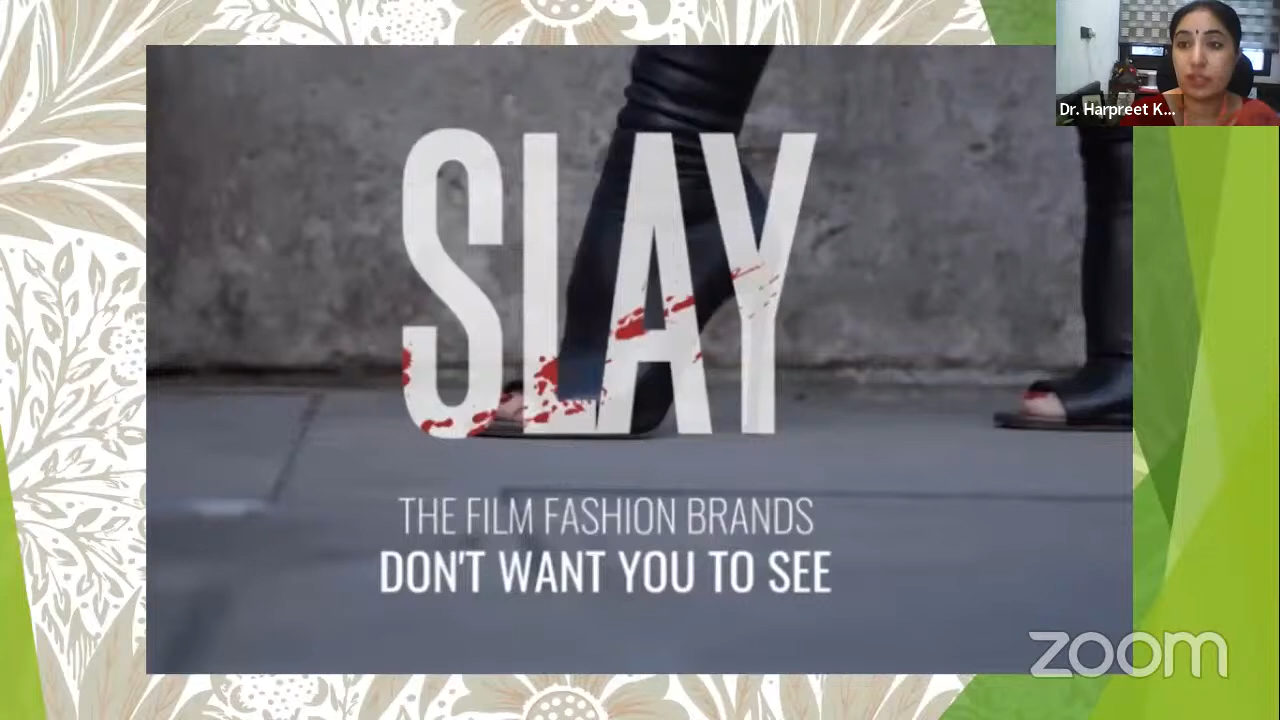 Dr. Harpreet K...
SLAY
THE FILM FASHION BRANDS
DON'T WANT YOU TO SEE
zoom